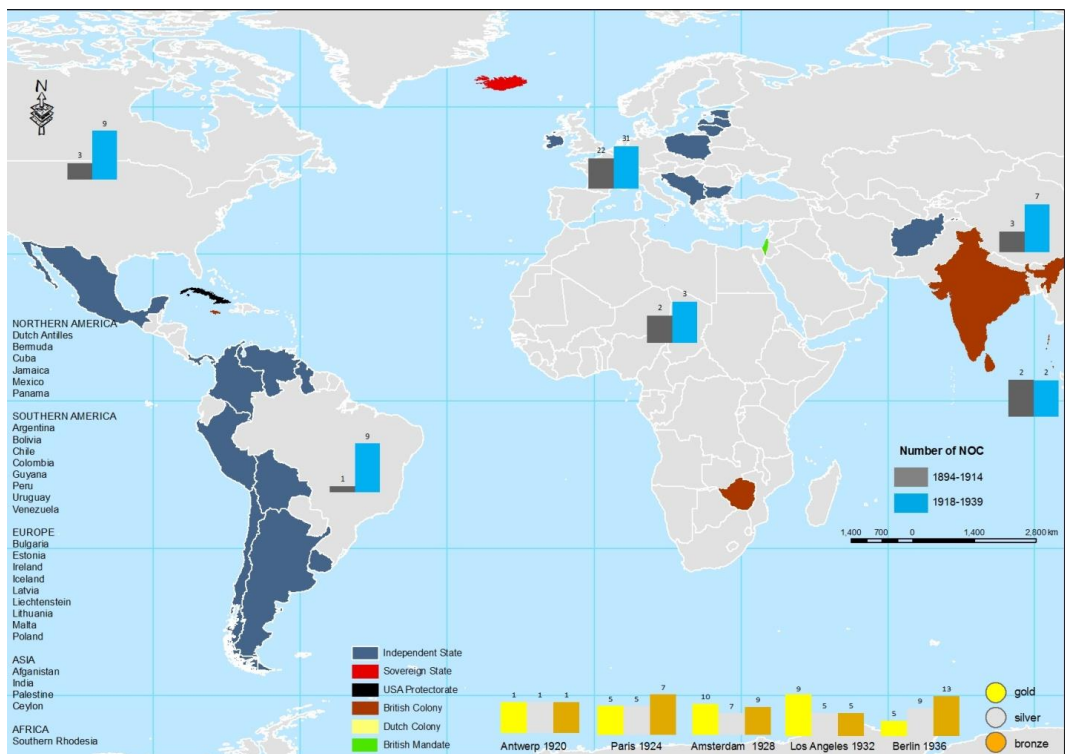 N
3
9
22
31
3
7
2
3
2
2
1
9
NORTHERN AMERICA
Dutch Antilles
Bermuda
Cuba
Jamaica
Mexico
Panama
SOUTHERN AMERICA
Argentina
Bolivia
Chile
Colombia
Guyana
Peru
Uruguay
Venezuela
EUROPE
Bulgaria
Estonia
Ireland
Iceland
Latvia
Liechtenstein
Lithuania
Malta
Poland
ASIA
Afganistan
India
Palestine
Ceylon
AFRICA
Southern Rhodesia
Number of NOC
1894-1914
1918-1939
1,400 700 0 1,400 2,800 km
Independent State
Sovereign State
USA Protectorate
British Colony
Dutch Colony
British Mandate
1 1 1
Antwerp 1920
5 5 7
Paris 1924
10 7 9
Amsterdam 1928
9 5 5
Los Angeles 1932
5 9 13
Berlin 1936
gold
silver
bronze